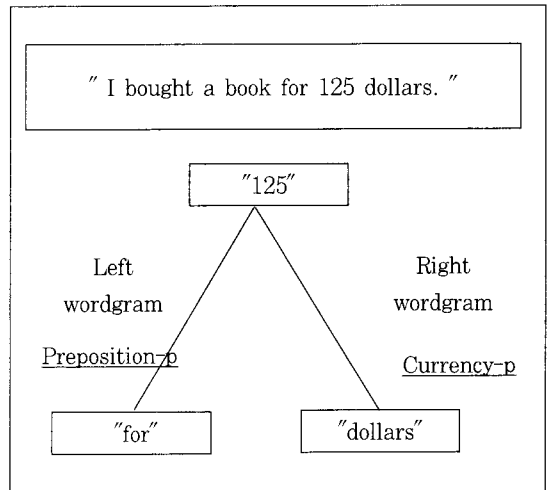 " I bought a book for 125 dollars. "
"125"
Left
wordgram
Right
wordgram
Preposition-p
Currency-p
"for"
"dollars"